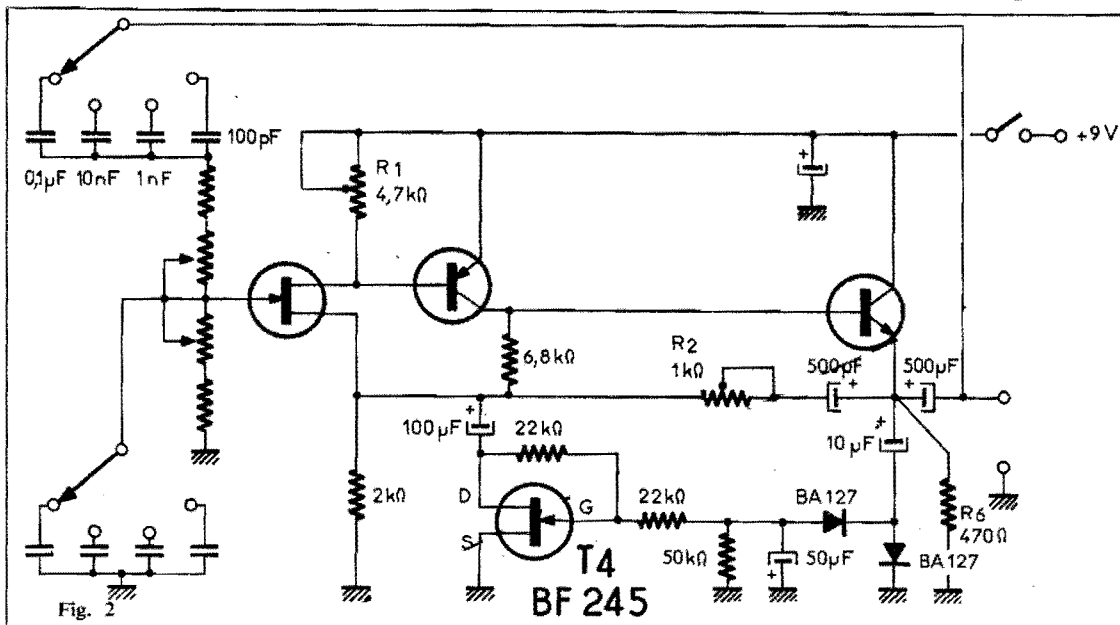 100pF
0,1µF 10nF 1nF
R1
4,7kΩ
+
+9V
6,8kΩ
R2
1kΩ
500µF
+
+
500µF
+
100µF
22kΩ
10µF
+
2kΩ
D
G
S
22kΩ
BA127
R6
470Ω
50kΩ
50µF
+
BA127
T4
BF 245
Fig. 2